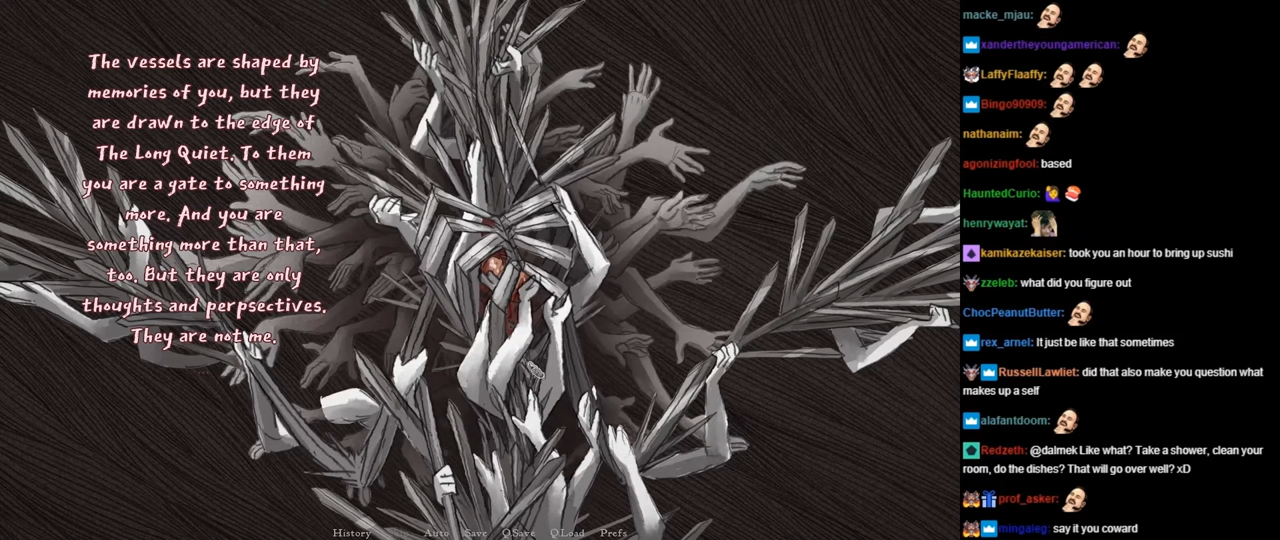 The vessels are shaped by
memories of you, but they
are drawn to the edge of
The Long Quiet. To them
you are a gate to something
more. And you are
something more than that,
too. But they are only
thoughts and perpsectives.
They are not me.
History Auto Save Q.Save Q.Load Prefs
macke_mjau:
xandertheyoungamerican:
LaffyFlaaffy:
Bingo90909:
nathanaim:
agonizingfool: based
HauntedCurio:
henrywayat:
kamikazekaiser: took you an hour to bring up sushi
zzeleb: what did you figure out
ChocPeanutButter:
rex_arnel: It just be like that sometimes
RussellLawliet: did that also make you question what
makes up a self
alafantdoom:
Redzeth: @dalmek Like what? Take a shower, clean your
room, do the dishes? That will go over well? xD
prof_asker:
mingaleg: say it you coward